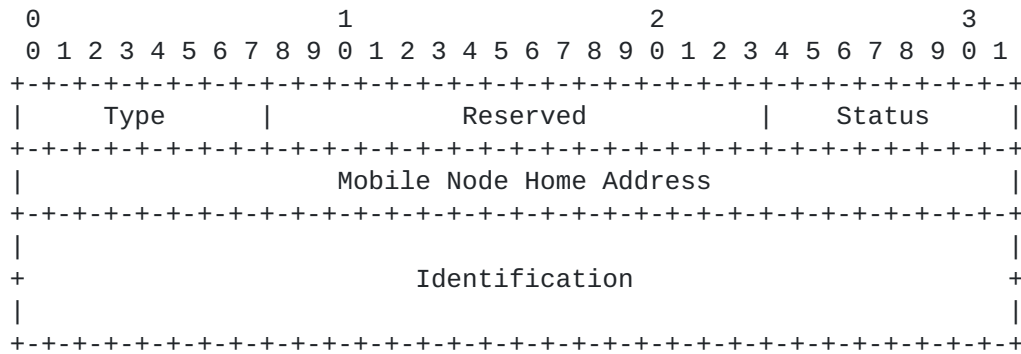 0                   1                   2                   3
 0 1 2 3 4 5 6 7 8 9 0 1 2 3 4 5 6 7 8 9 0 1 2 3 4 5 6 7 8 9 0 1
+-+-+-+-+-+-+-+-+-+-+-+-+-+-+-+-+-+-+-+-+-+-+-+-+-+-+-+-+-+-+-+-+
|     Type      |            Reserved           |    Status     |
+-+-+-+-+-+-+-+-+-+-+-+-+-+-+-+-+-+-+-+-+-+-+-+-+-+-+-+-+-+-+-+-+
|                    Mobile Node Home Address                   |
+-+-+-+-+-+-+-+-+-+-+-+-+-+-+-+-+-+-+-+-+-+-+-+-+-+-+-+-+-+-+-+-+
|                                                               |
+                         Identification                        +
|                                                               |
+-+-+-+-+-+-+-+-+-+-+-+-+-+-+-+-+-+-+-+-+-+-+-+-+-+-+-+-+-+-+-+-+